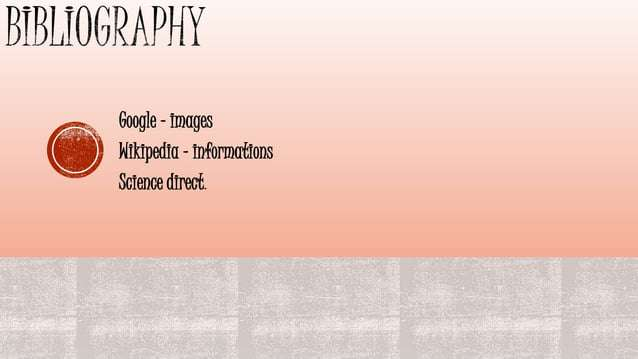 BIBLIOGRAPHY
Google - images
Wikipedia - informations
Science direct.